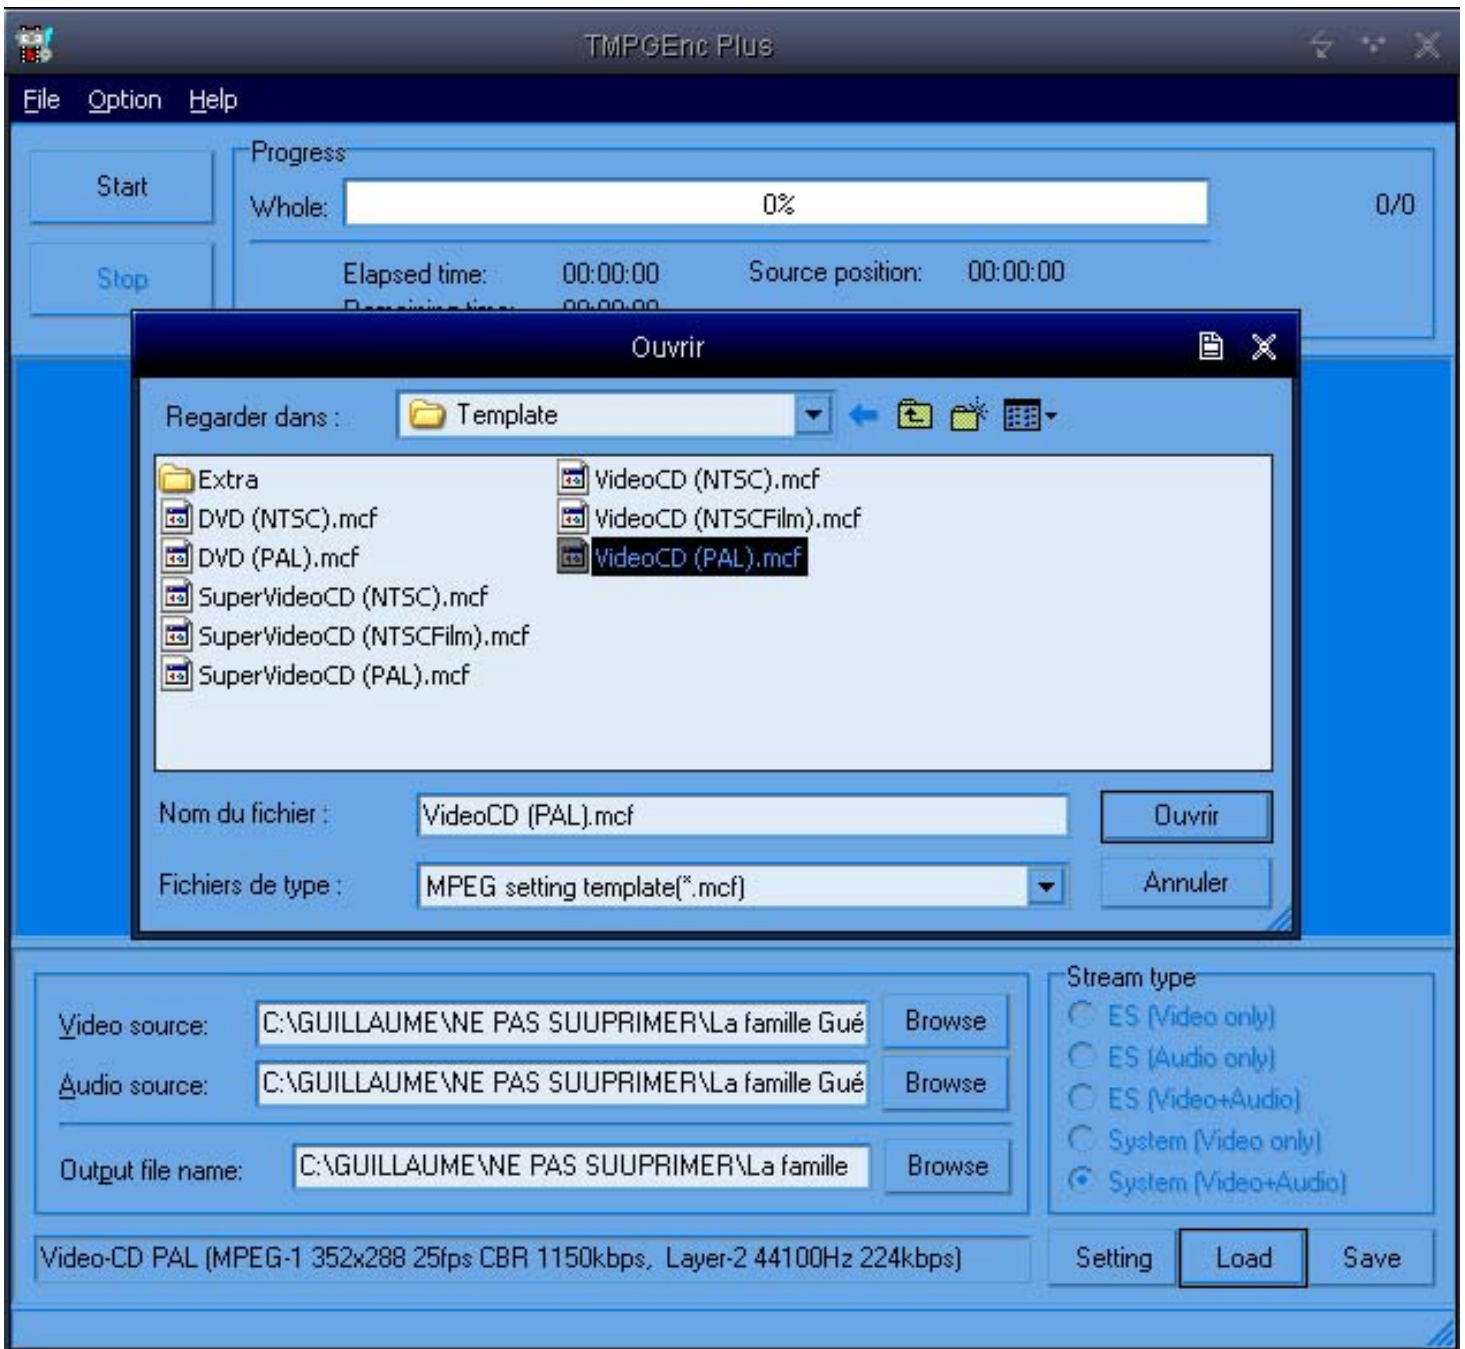 TMPGEnc Plus
File Option Help
Start
Progress
Whole: 0% 0/0
Stop
Elapsed time: 00:00:00 Source position: 00:00:00
Remaining time: 00:00:00
Ouvrir
Regarder dans : Template
Extra
DVD (NTSC).mcf
DVD (PAL).mcf
SuperVideoCD (NTSC).mcf
SuperVideoCD (NTSCFilm).mcf
SuperVideoCD (PAL).mcf
VideoCD (NTSC).mcf
VideoCD (NTSCFilm).mcf
VideoCD (PAL).mcf
Nom du fichier : VideoCD (PAL).mcf Ouvrir
Fichiers de type : MPEG setting template(*.mcf) Annuler
Video source: C:\GUILLAUME\NE PAS SUUPRIMER\La famille Gué Browse
Audio source: C:\GUILLAUME\NE PAS SUUPRIMER\La famille Gué Browse
Output file name: C:\GUILLAUME\NE PAS SUUPRIMER\La famille Browse
Stream type
ES (Video only)
ES (Audio only)
ES (Video+Audio)
System (Video only)
System (Video+Audio)
Video-CD PAL (MPEG-1 352x288 25fps CBR 1150kbps, Layer-2 44100Hz 224kbps) Setting Load Save